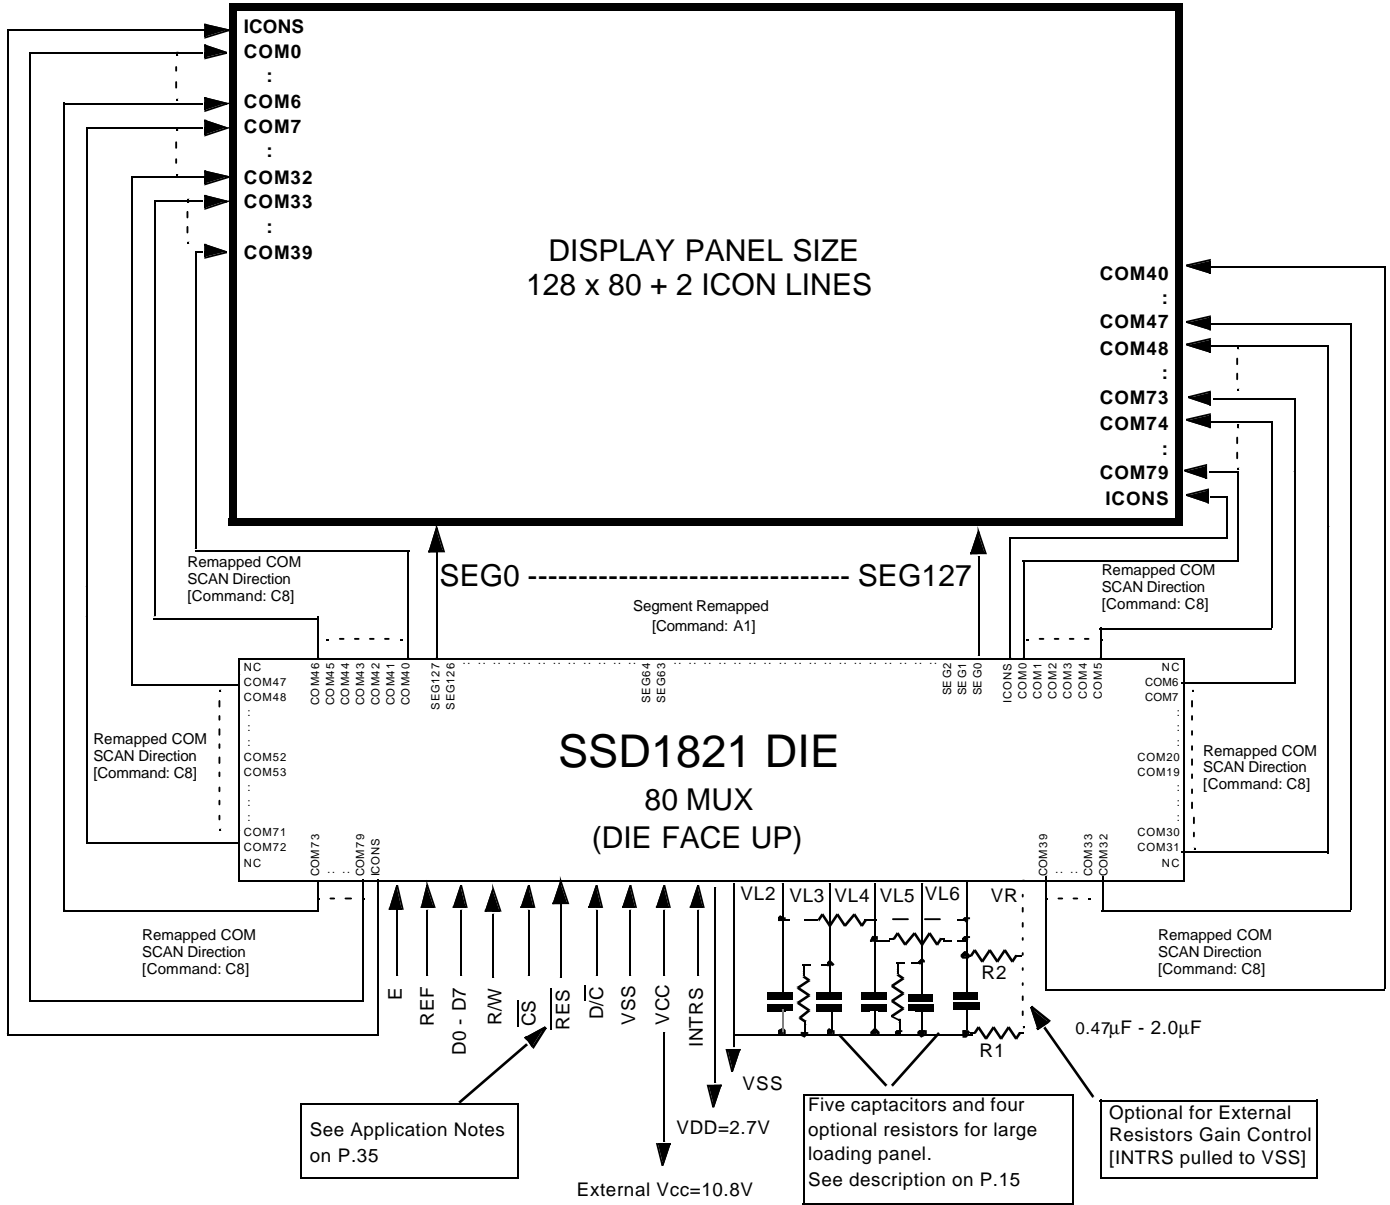 ICONS
COM0
:
COM6
COM7
:
COM32
COM33
:
COM39
DISPLAY PANEL SIZE
128 x 80 + 2 ICON LINES
COM40
:
COM47
COM48
:
COM73
COM74
:
COM79
ICONS
Remapped COM
SCAN Direction
[Command: C8]
SEG0 -------------------------------- SEG127
Segment Remapped
[Command: A1]
Remapped COM
SCAN Direction
[Command: C8]
NC
COM47
COM48
:
:
:
COM52
COM53
:
:
:
COM71
COM72
NC
COM46
COM45
COM44
COM43
COM42
COM41
COM40
SEG127
SEG126
SEG64
SEG63
SEG2
SEG1
SEG0
ICONS
COM0
COM1
COM2
COM3
COM4
COM5
NC
COM6
COM7
:
:
:
COM20
COM19
:
:
:
COM30
COM31
NC
Remapped COM
SCAN Direction
[Command: C8]
SSD1821 DIE
80 MUX
(DIE FACE UP)
Remapped COM
SCAN Direction
[Command: C8]
COM73
.. ..
COM79
ICONS
COM39
.. ..
COM33
COM32
VL2
VL3
VL4
VL5
VL6
VR
Remapped COM
SCAN Direction
[Command: C8]
Remapped COM
SCAN Direction
[Command: C8]
E
REF
D0 - D7
R/W
CS
RES
D/C
VSS
VCC
INTRS
R2
R1
0.47µF - 2.0µF
VSS
VDD=2.7V
External Vcc=10.8V
See Application Notes
on P.35
Five captacitors and four
optional resistors for large
loading panel.
See description on P.15
Optional for External
Resistors Gain Control
[INTRS pulled to VSS]